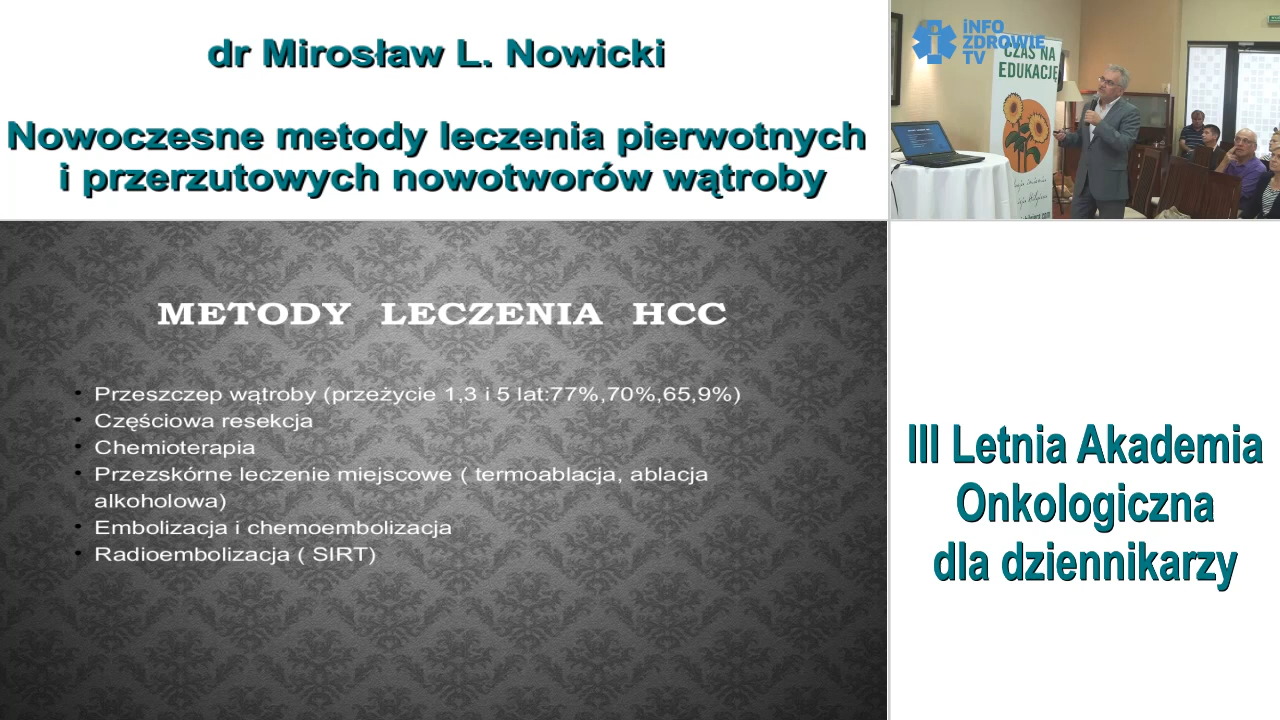 dr Mirosław L. Nowicki
Nowoczesne metody leczenia pierwotnych
i przerzutowych nowotworów wątroby
iNFO
ZDROWIE
TV
CZAS NA
EDUKACJĘ
METODY LECZENIA HCC
• Przeszczep wątroby (przeżycie 1,3 i 5 lat:77%,70%,65,9%)
• Częściowa resekcja
• Chemioterapia
• Przezskórne leczenie miejscowe ( termoablacja, ablacja
alkoholowa)
• Embolizacja i chemoembolizacja
• Radioembolizacja ( SIRT)
III Letnia Akademia
Onkologiczna
dla dziennikarzy